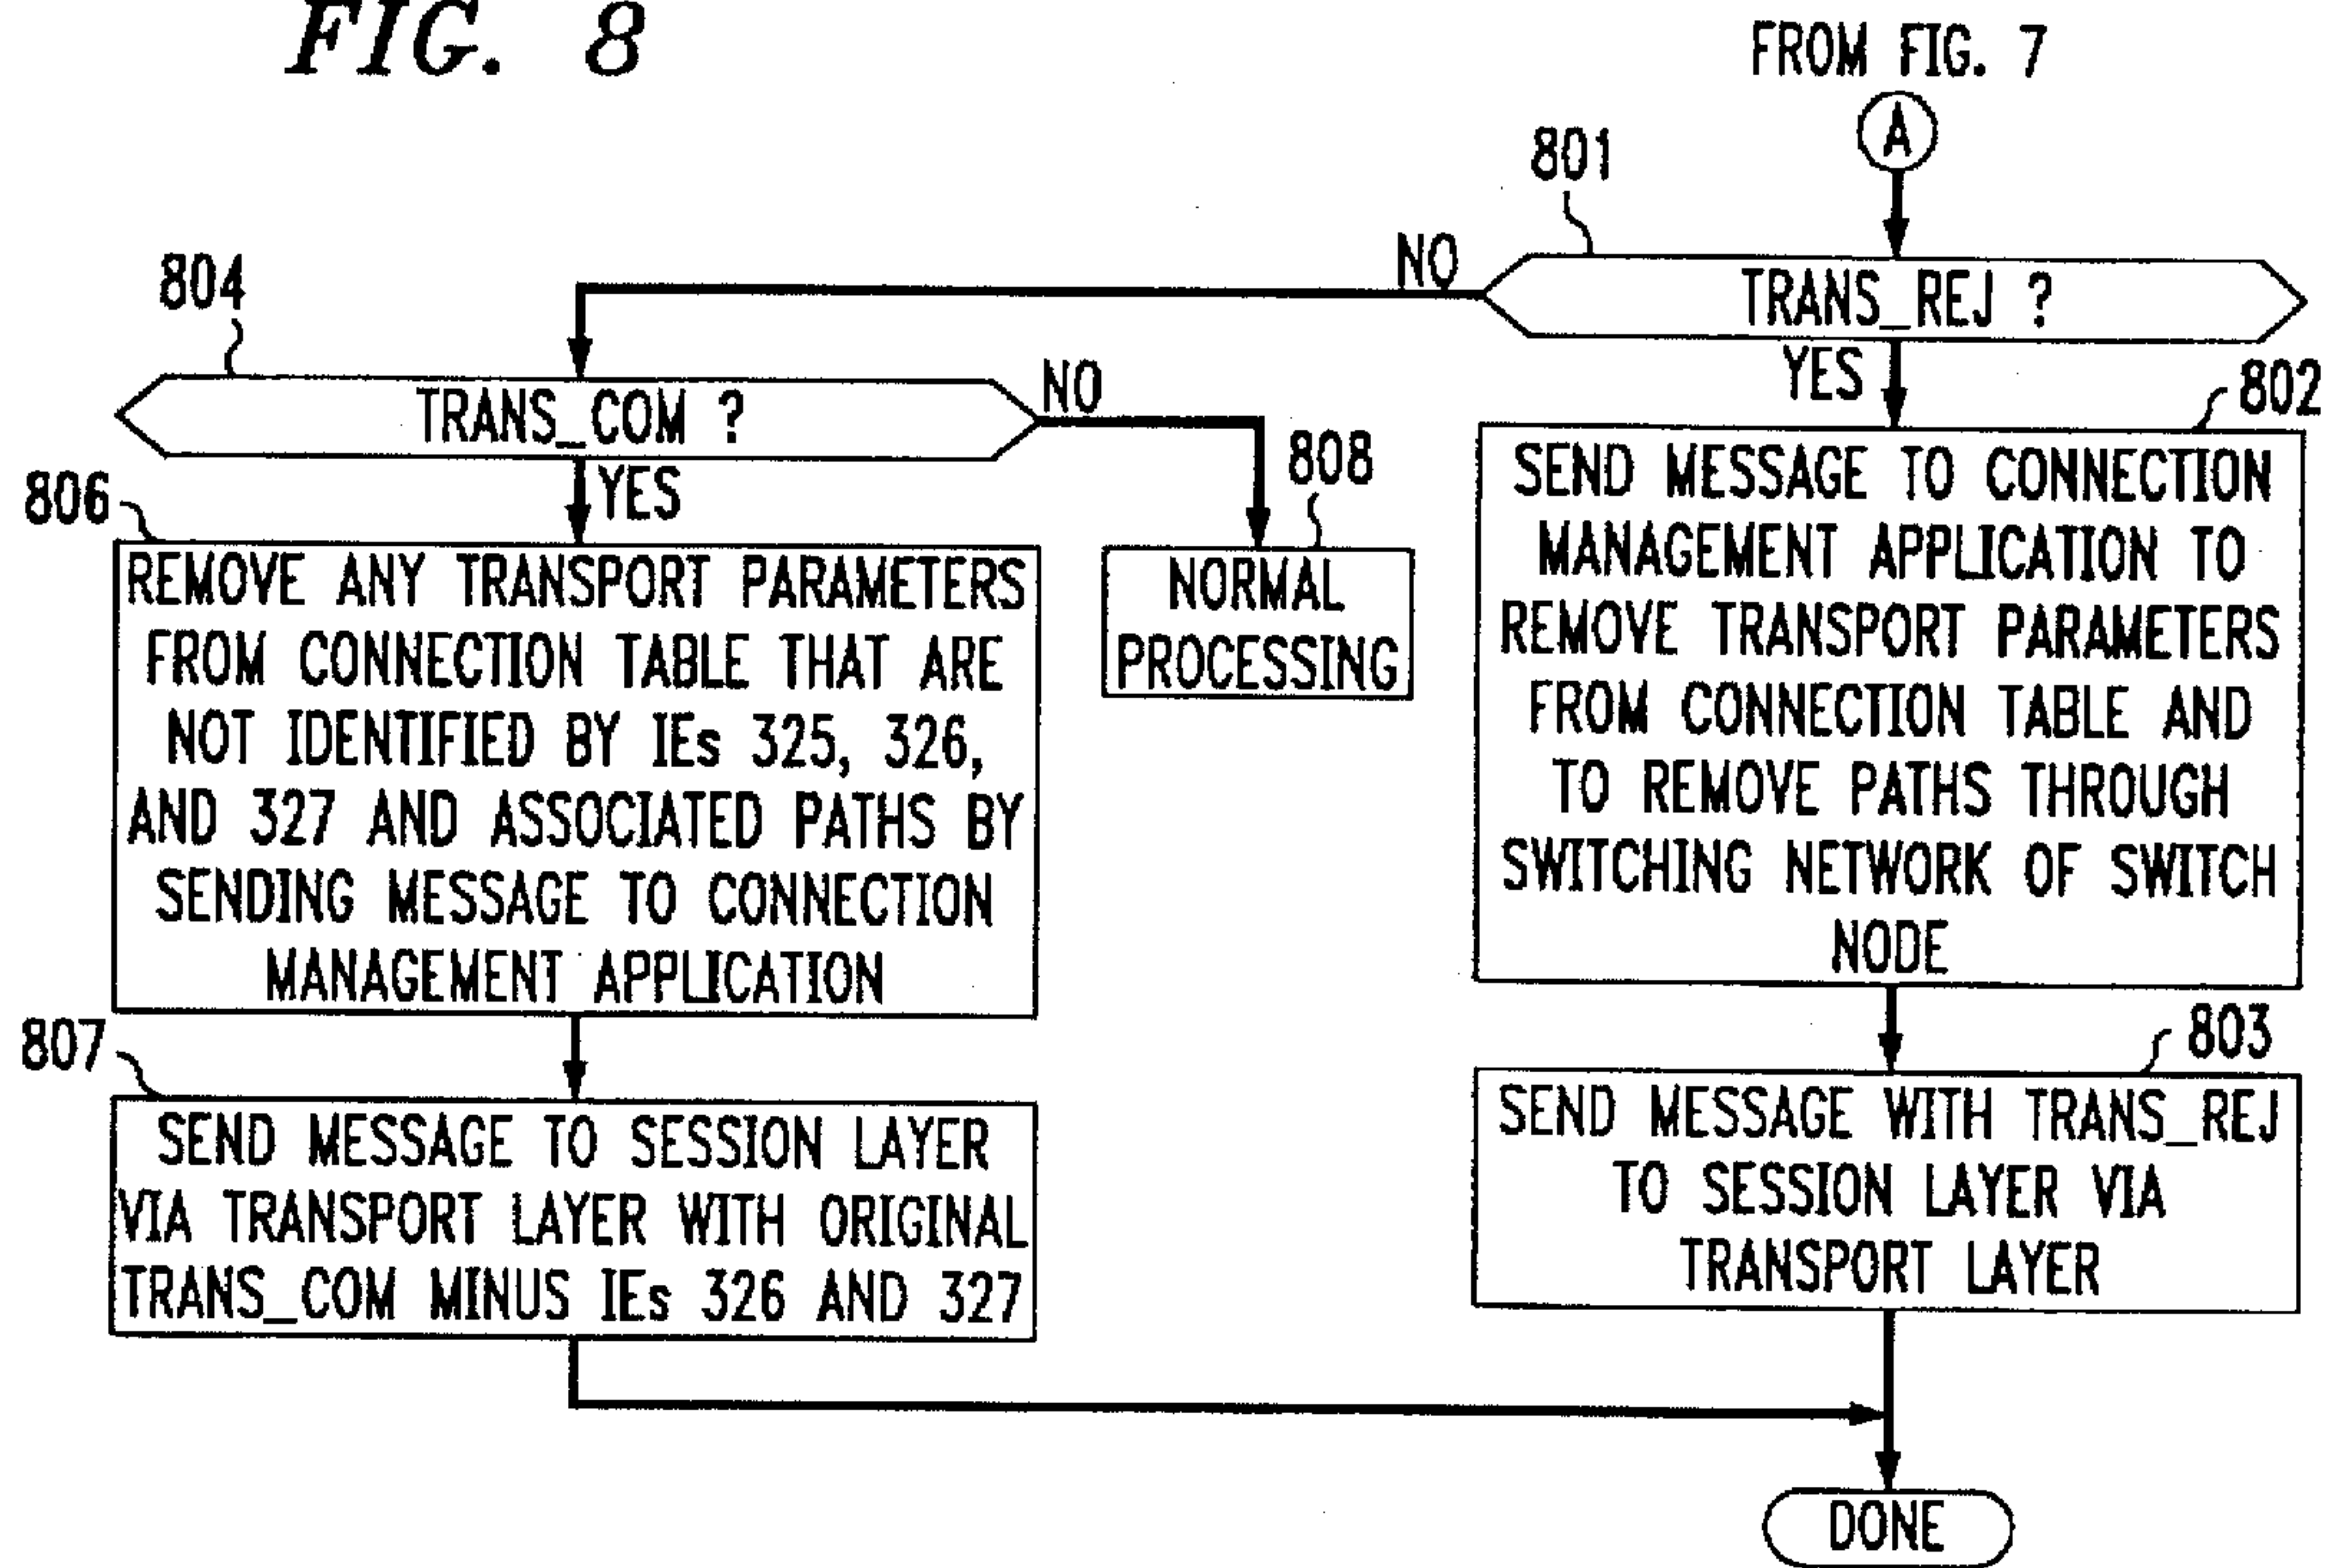 FIG. 8
FROM FIG. 7
A
801
TRANS_REJ ?
NO
YES
804
TRANS_COM ?
NO
YES
802
SEND MESSAGE TO CONNECTION
MANAGEMENT APPLICATION TO
REMOVE TRANSPORT PARAMETERS
FROM CONNECTION TABLE AND
TO REMOVE PATHS THROUGH
SWITCHING NETWORK OF SWITCH
NODE
808
NORMAL
PROCESSING
806
REMOVE ANY TRANSPORT PARAMETERS
FROM CONNECTION TABLE THAT ARE
NOT IDENTIFIED BY IEs 325, 326,
AND 327 AND ASSOCIATED PATHS BY
SENDING MESSAGE TO CONNECTION
MANAGEMENT APPLICATION
807
SEND MESSAGE TO SESSION LAYER
VIA TRANSPORT LAYER WITH ORIGINAL
TRANS_COM MINUS IEs 326 AND 327
803
SEND MESSAGE WITH TRANS_REJ
TO SESSION LAYER VIA
TRANSPORT LAYER
DONE